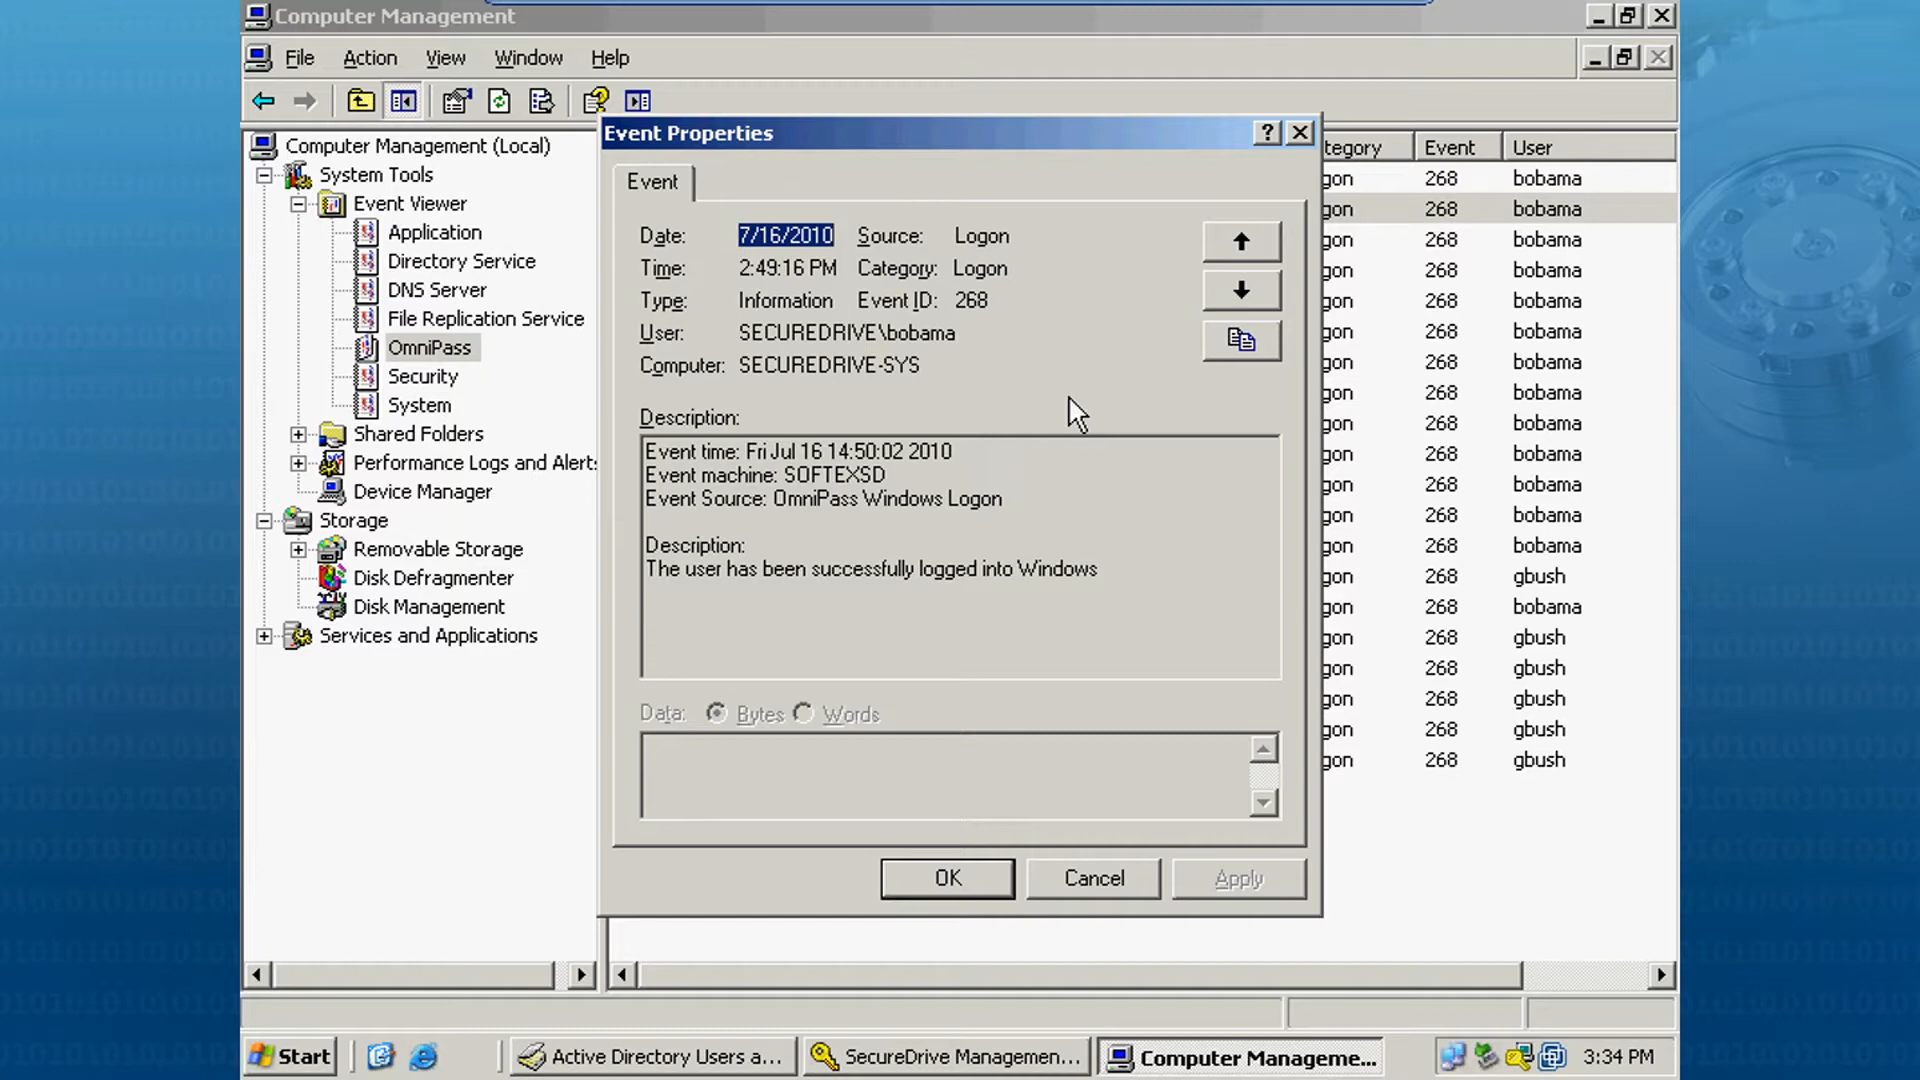 Computer Management
File Action View Window Help
Computer Management (Local)
System Tools
Event Viewer
Application
Directory Service
DNS Server
File Replication Service
OmniPass
Security
System
Shared Folders
Performance Logs and Alert:
Device Manager
Storage
Removable Storage
Disk Defragmenter
Disk Management
Services and Applications
Event Properties
Event
Date: 7/16/2010 Source: Logon
Time: 2:49:16 PM Category: Logon
Type: Information Event ID: 268
User: SECUREDRIVE\bobama
Computer: SECUREDRIVE-SYS
Description:
Event time: Fri Jul 16 14:50:02 2010
Event machine: SOFTEXSD
Event Source: OmniPass Windows Logon
Description:
The user has been successfully logged into Windows
Data: Bytes Words
OK Cancel Apply
tegory Event User
gon 268 bobama
gon 268 bobama
gon 268 bobama
gon 268 bobama
gon 268 bobama
gon 268 bobama
gon 268 bobama
gon 268 bobama
gon 268 bobama
gon 268 bobama
gon 268 bobama
gon 268 bobama
gon 268 bobama
gon 268 gbush
gon 268 bobama
gon 268 gbush
gon 268 gbush
gon 268 gbush
gon 268 gbush
gon 268 gbush
Start Active Directory Users a... SecureDrive Managemen... Computer Manageme... 3:34 PM